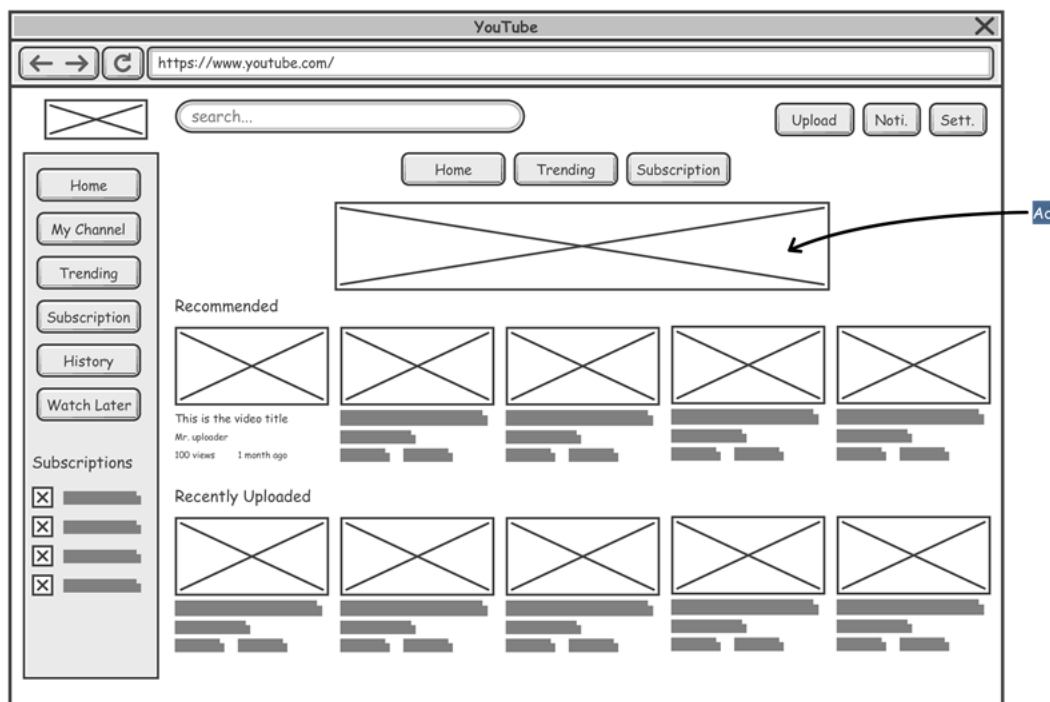 YouTube
https://www.youtube.com/
search...
Upload
Noti.
Sett.
Home
Trending
Subscription
Home
My Channel
Trending
Subscription
History
Watch Later
Subscriptions
Recommended
This is the video title
Mr. uploader
100 views 1 month ago
Recently Uploaded